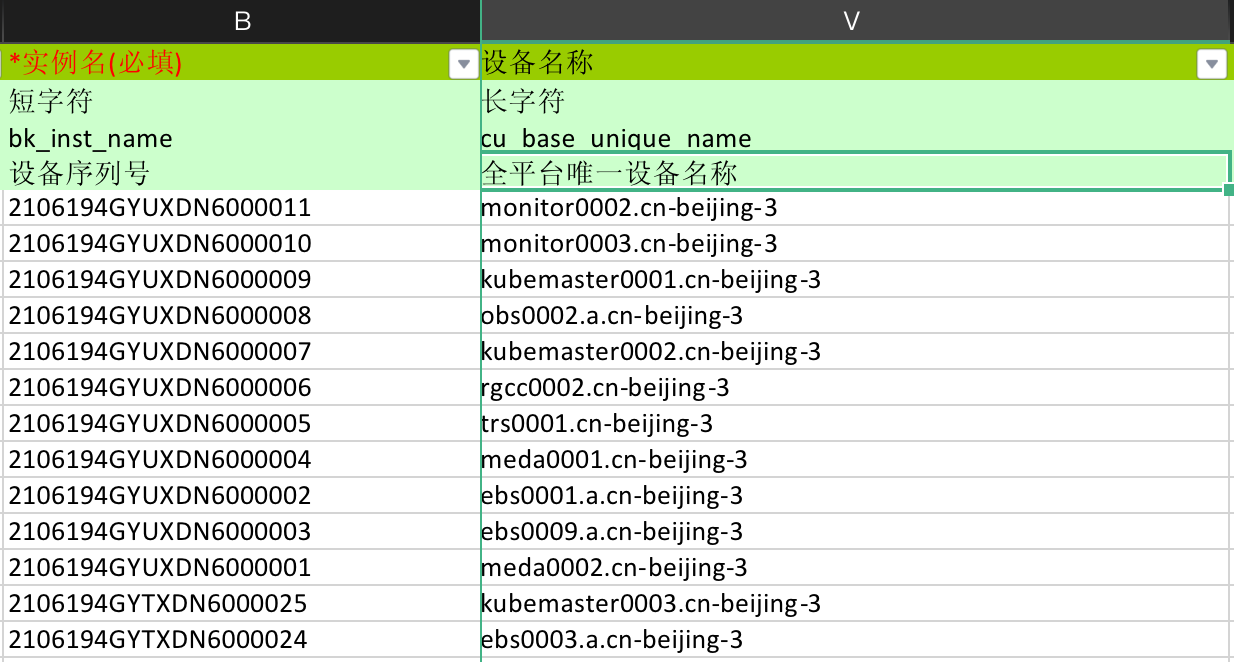 B V
*实例名(必填) 设备名称
短字符 长字符
bk_inst_name cu_base_unique_name
设备序列号 全平台唯一设备名称
2106194GYUXDN6000011 monitor0002.cn-beijing-3
2106194GYUXDN6000010 monitor0003.cn-beijing-3
2106194GYUXDN6000009 kubemaster0001.cn-beijing-3
2106194GYUXDN6000008 obs0002.a.cn-beijing-3
2106194GYUXDN6000007 kubemaster0002.cn-beijing-3
2106194GYUXDN6000006 rgcc0002.cn-beijing-3
2106194GYUXDN6000005 trs0001.cn-beijing-3
2106194GYUXDN6000004 meda0001.cn-beijing-3
2106194GYUXDN6000002 ebs0001.a.cn-beijing-3
2106194GYUXDN6000003 ebs0009.a.cn-beijing-3
2106194GYUXDN6000001 meda0002.cn-beijing-3
2106194GYTXDN6000025 kubemaster0003.cn-beijing-3
2106194GYTXDN6000024 ebs0003.a.cn-beijing-3